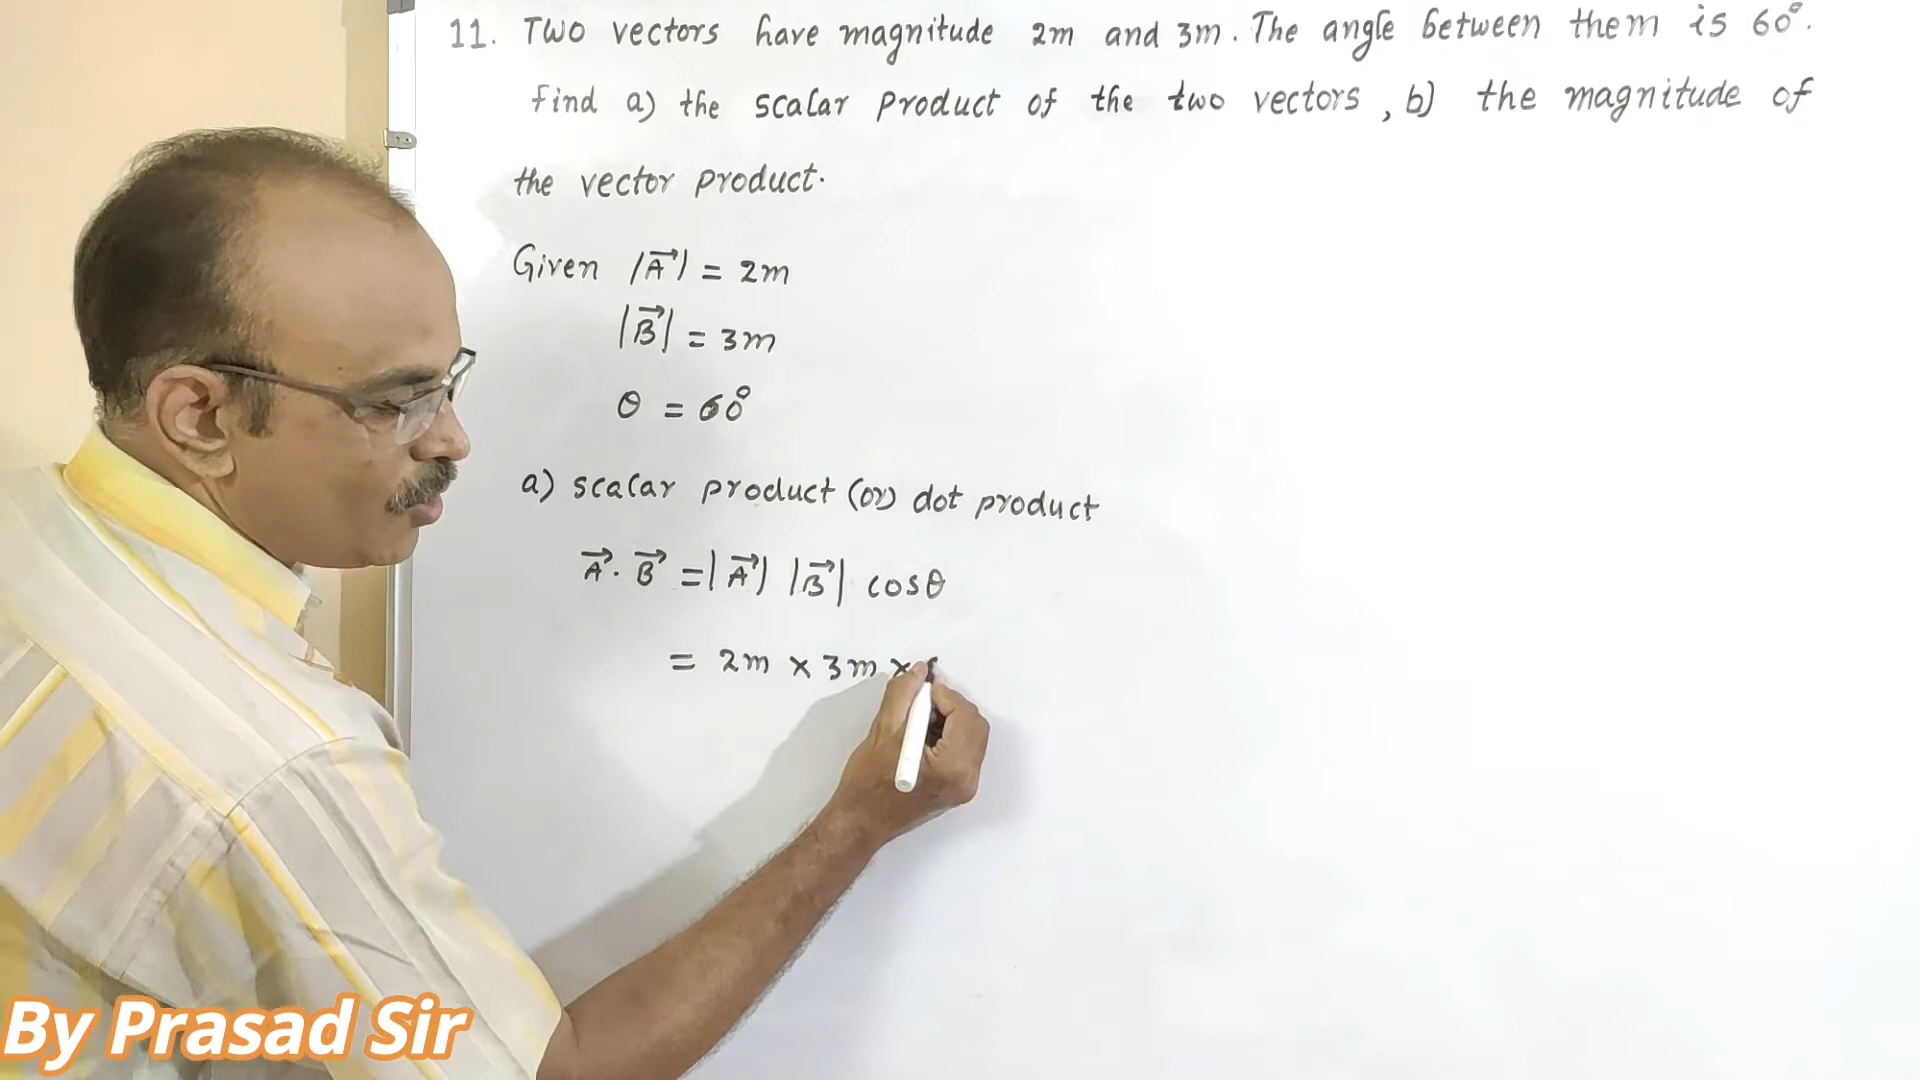 11. Two vectors have magnitude 2m and 3m. The angle between them is 60°.
Find a) the scalar product of the two vectors, b) the magnitude of
the vector product.
Given |A⃗| = 2m
|B⃗| = 3m
θ = 60°
a) scalar product (or) dot product
A⃗ . B⃗ = |A⃗| |B⃗| cosθ
= 2m × 3m ×
By Prasad Sir